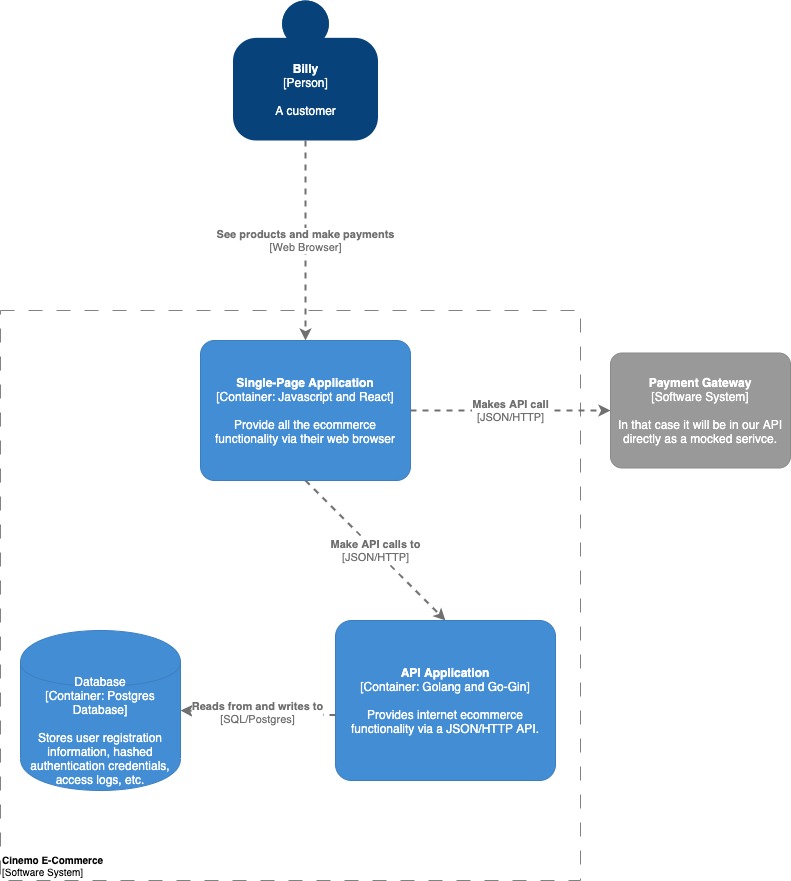 Billy
[Person]
A customer
See products and make payments
[Web Browser]
Single-Page Application
[Container: Javascript and React]
Provide all the ecommerce
functionality via their web browser
Makes API call
[JSON/HTTP]
Payment Gateway
[Software System]
In that case it will be in our API
directly as a mocked serivce.
Make API calls to
[JSON/HTTP]
API Application
[Container: Golang and Go-Gin]
Provides internet ecommerce
functionality via a JSON/HTTP API.
Reads from and writes to
[SQL/Postgres]
Database
[Container: Postgres
Database]
Stores user registration
information, hashed
authentication credentials,
access logs, etc.
Cinemo E-Commerce
[Software System]